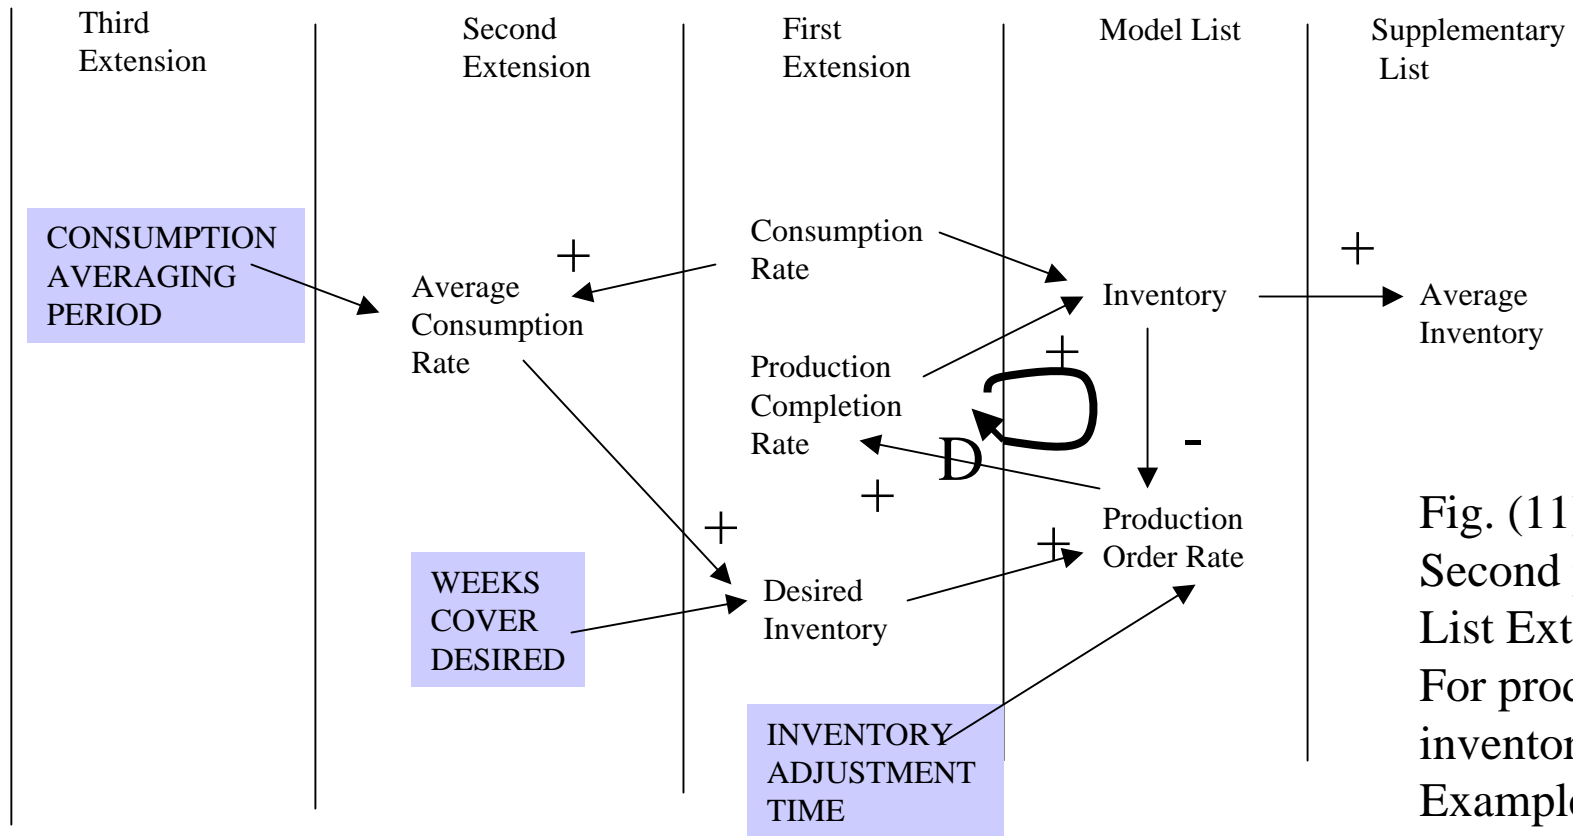 Third
Extension
Second
Extension
First
Extension
Model List
Supplementary
List
CONSUMPTION
AVERAGING
PERIOD
+
Average
Consumption
Rate
Consumption
Rate
Inventory
+
Average
Inventory
Production
Completion
Rate
+
D
-
+
+
WEEKS
COVER
DESIRED
Desired
Inventory
+
Production
Order Rate
INVENTORY
ADJUSTMENT
TIME
Fig. (11
Second
List Ext
For prod
inventor
Example